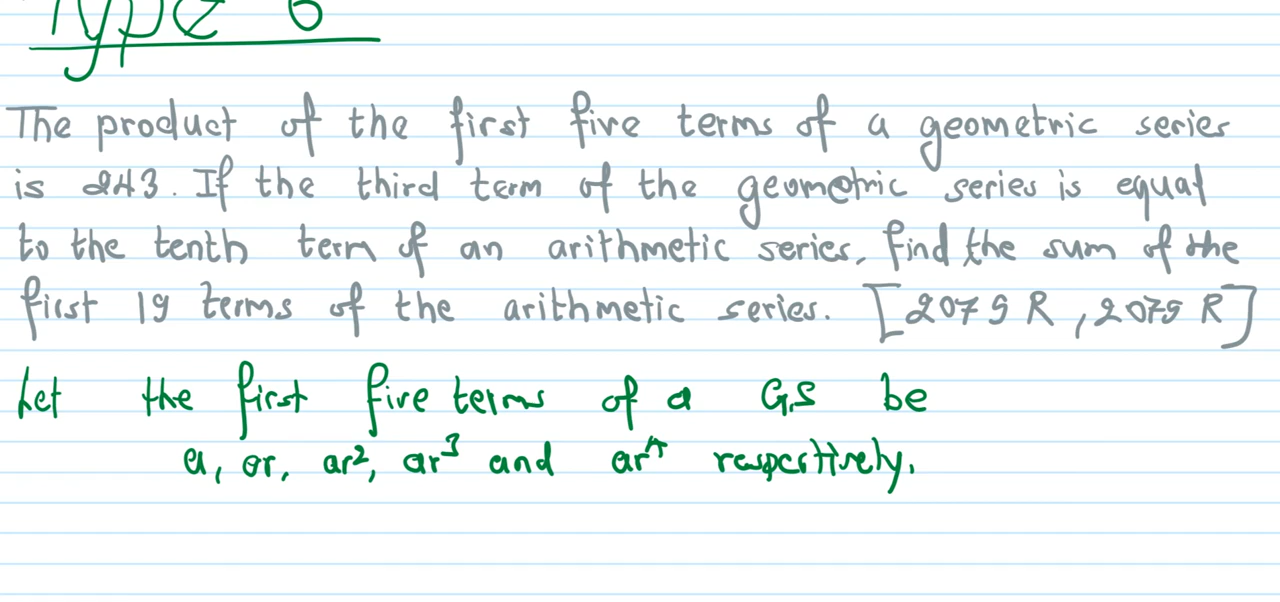 Type 6
The product of the first five terms of a geometric series
is 243. If the third term of the geometric series is equal
to the tenth term of an arithmetic series, find the sum of the
first 19 terms of the arithmetic series. [2079 R, 2075 R]
Let the first five terms of a G.S be
a, ar, ar², ar³ and ar⁴ respectively.